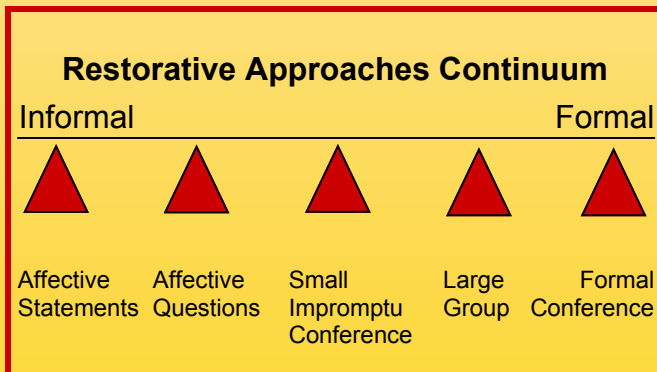 Restorative Approaches Continuum
Informal Formal
Affective Statements
Affective Questions
Small Impromptu Conference
Large Group
Formal Conference